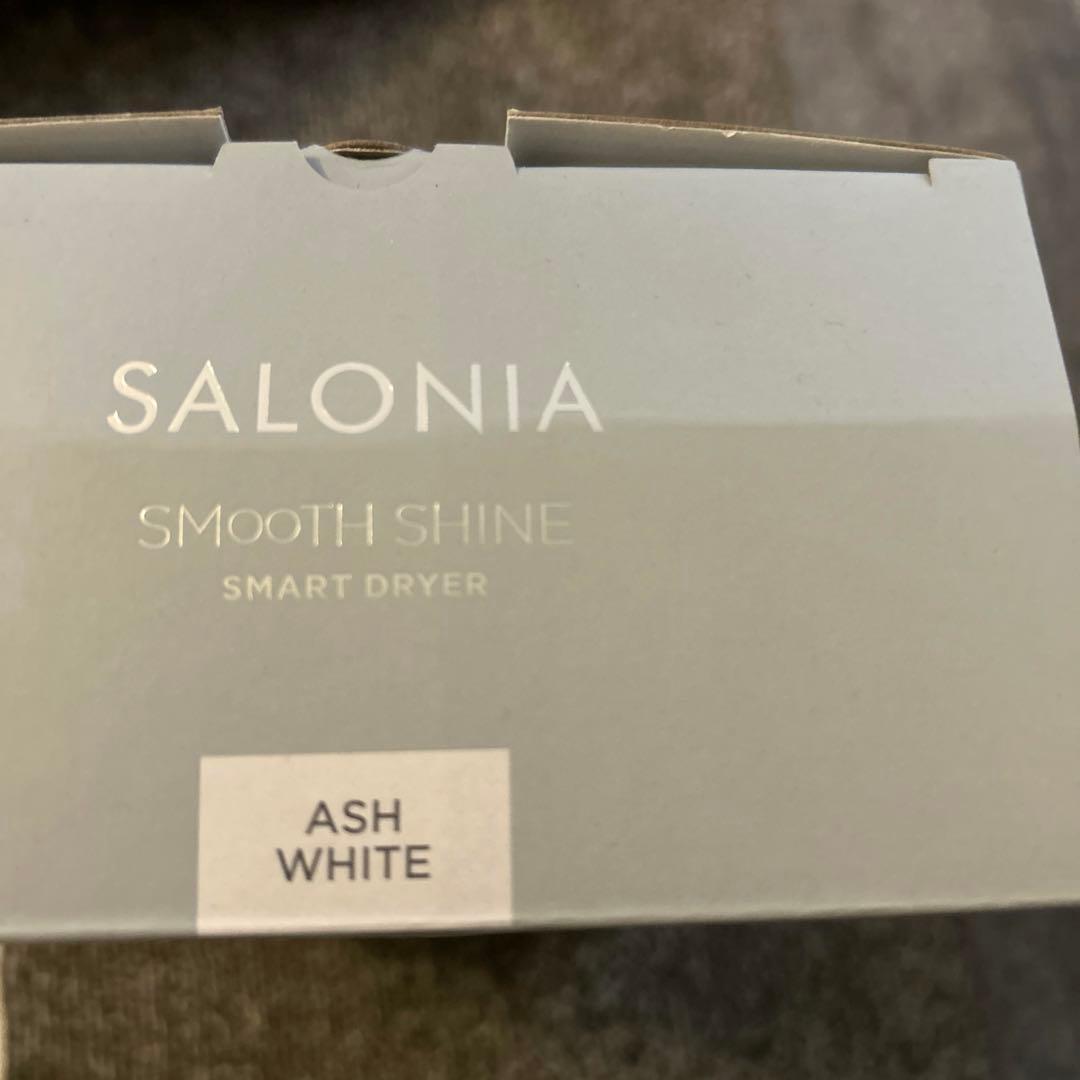 SALONIA
SMOOTH SHINE
SMART DRYER
ASH
WHITE